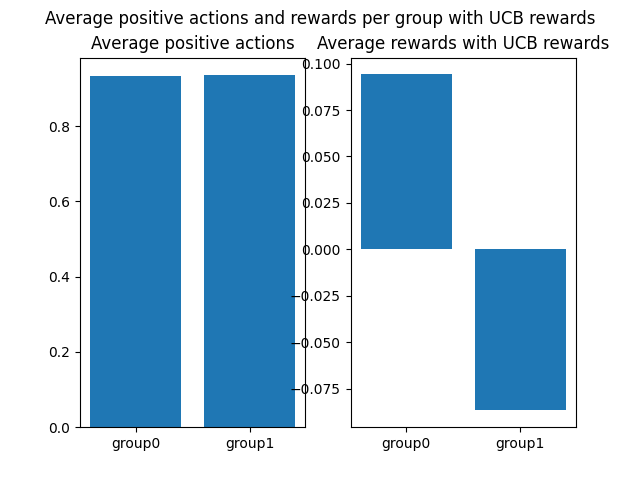 Average positive actions and rewards per group with UCB rewards
Average positive actions
Average rewards with UCB rewards
0.8
0.6
0.4
0.2
0.0
group0
group1
0.100
0.075
0.050
0.025
0.000
−0.025
−0.050
−0.075
group0
group1